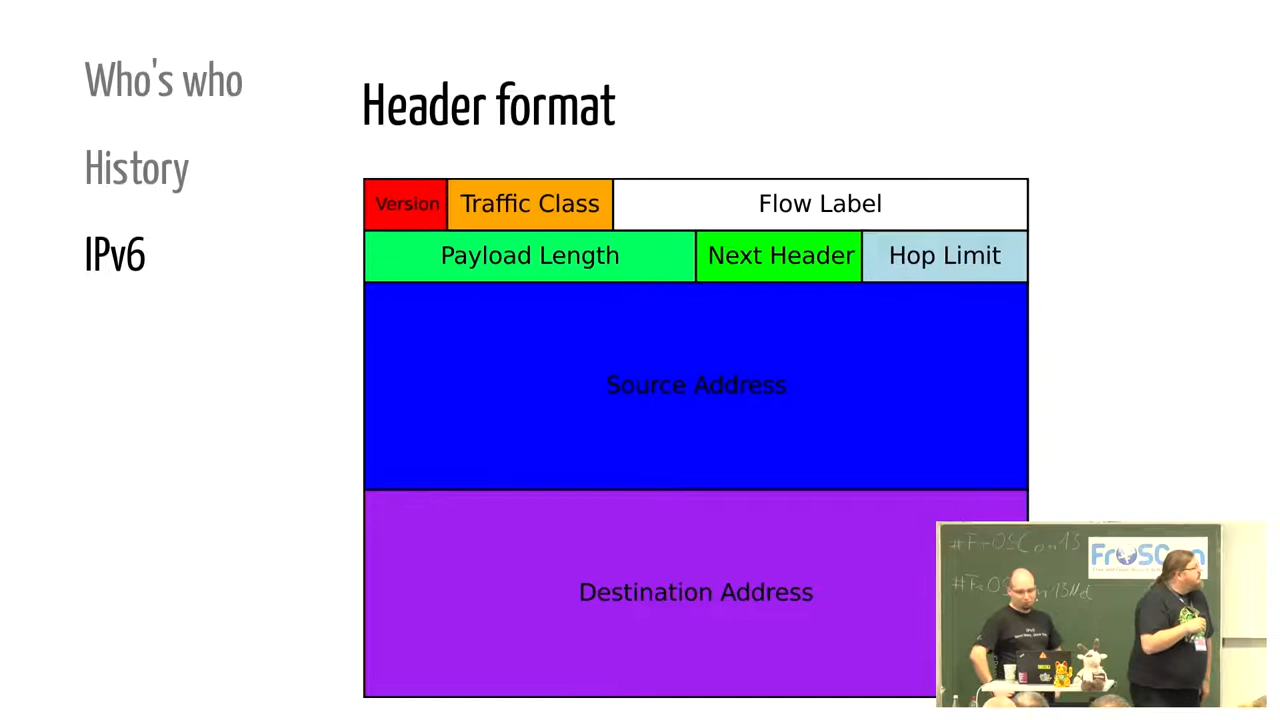 Who's who
History
IPv6
Header format
Version Traffic Class Flow Label
Payload Length Next Header Hop Limit
Source Address
Destination Address
#FrOSCon13
FrOSCon